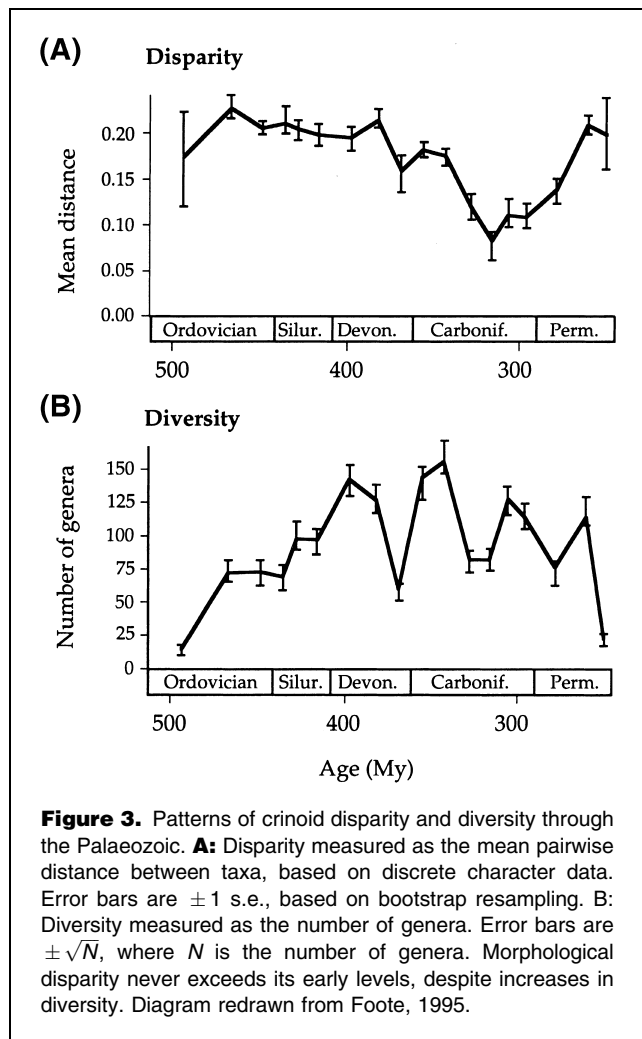 (A)
Disparity
Mean distance
0.20
0.15
0.10
0.05
0.00
Ordovician Silur. Devon. Carbonif. Perm.
500 400 300
(B)
Diversity
Number of genera
150
125
100
75
50
25
0
Ordovician Silur. Devon. Carbonif. Perm.
500 400 300
Age (My)
Figure 3. Patterns of crinoid disparity and diversity through
the Palaeozoic. A: Disparity measured as the mean pairwise
distance between taxa, based on discrete character data.
Error bars are ±1 s.e., based on bootstrap resampling. B:
Diversity measured as the number of genera. Error bars are
±√N, where N is the number of genera. Morphological
disparity never exceeds its early levels, despite increases in
diversity. Diagram redrawn from Foote, 1995.